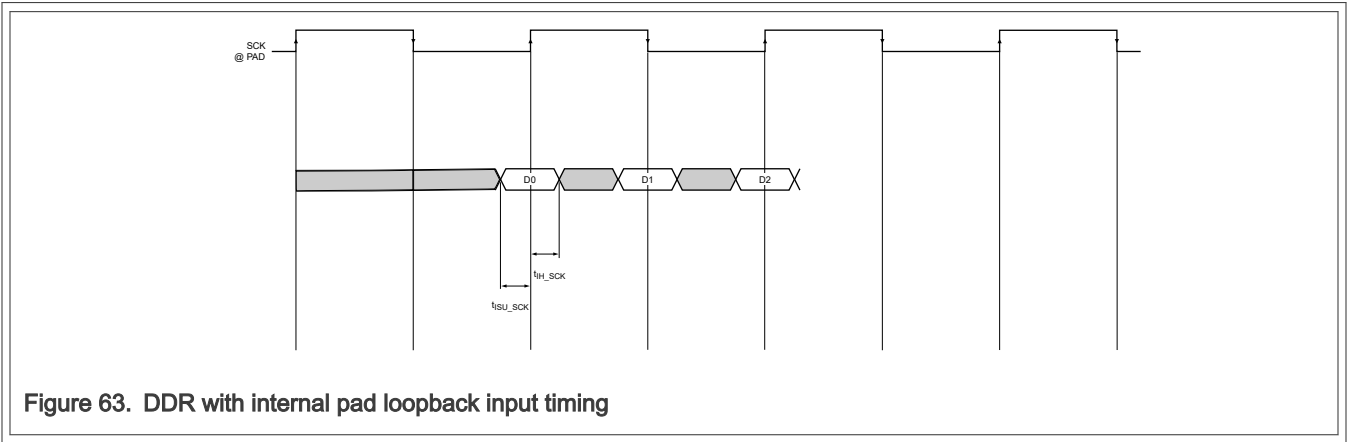 SCK
@ PAD
D0
D1
D2
tIH_SCK
tISU_SCK
Figure 63. DDR with internal pad loopback input timing